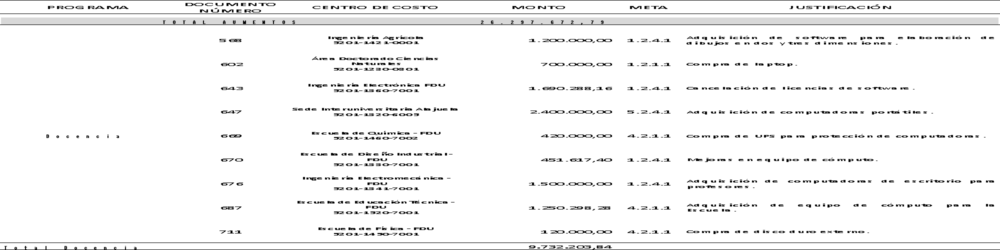 PROGRAMA DOCUMENTO NÚMERO CENTRO DE COSTO MONTO META JUSTIFICACIÓN
TOTAL AUMENTOS 26.297.672,79
Docencia
568 Ingeniería Agrícola 1.200.000,00 1.2.4.1 Adquisición de software para elaboración de
5201-1421-0001 dibujos en dos y tres dimensiones.
Área Doctorado Ciencias
602 Naturales 700.000,00 1.2.1.1 Compra de laptop.
5201-1230-0801
643 Ingeniería Electrónica FDU 1.690.288,16 1.2.4.1 Cancelación de licencias de software.
5201-1360-7001
647 Sede Interuniversitaria Alajuela 2.400.000,00 5.2.4.1 Adquisición de computadoras portátiles.
5201-1320-6005
669 Escuela de Química - FDU 420.000,00 4.2.1.1 Compra de UPS para protección de computadoras.
5201-1460-7002
Escuela de Diseño Industrial -
670 FDU 451.617,40 1.2.4.1 Mejoras en equipo de cómputo.
5201-1330-7001
Ingeniería Electromecánica - Adquisición de computadoras de escritorio para
676 FDU 1.500.000,00 1.2.4.1 profesores.
5201-1341-7001
Escuela de Educación Técnica - Adquisición de equipo de cómputo para la
687 FDU 1.250.298,28 4.2.1.1 Escuela.
5201-1520-7001
711 Escuela de Física - FDU 120.000,00 4.2.1.1 Compra de disco duro externo.
5201-1450-7001
Total Docencia 9.732.203,84